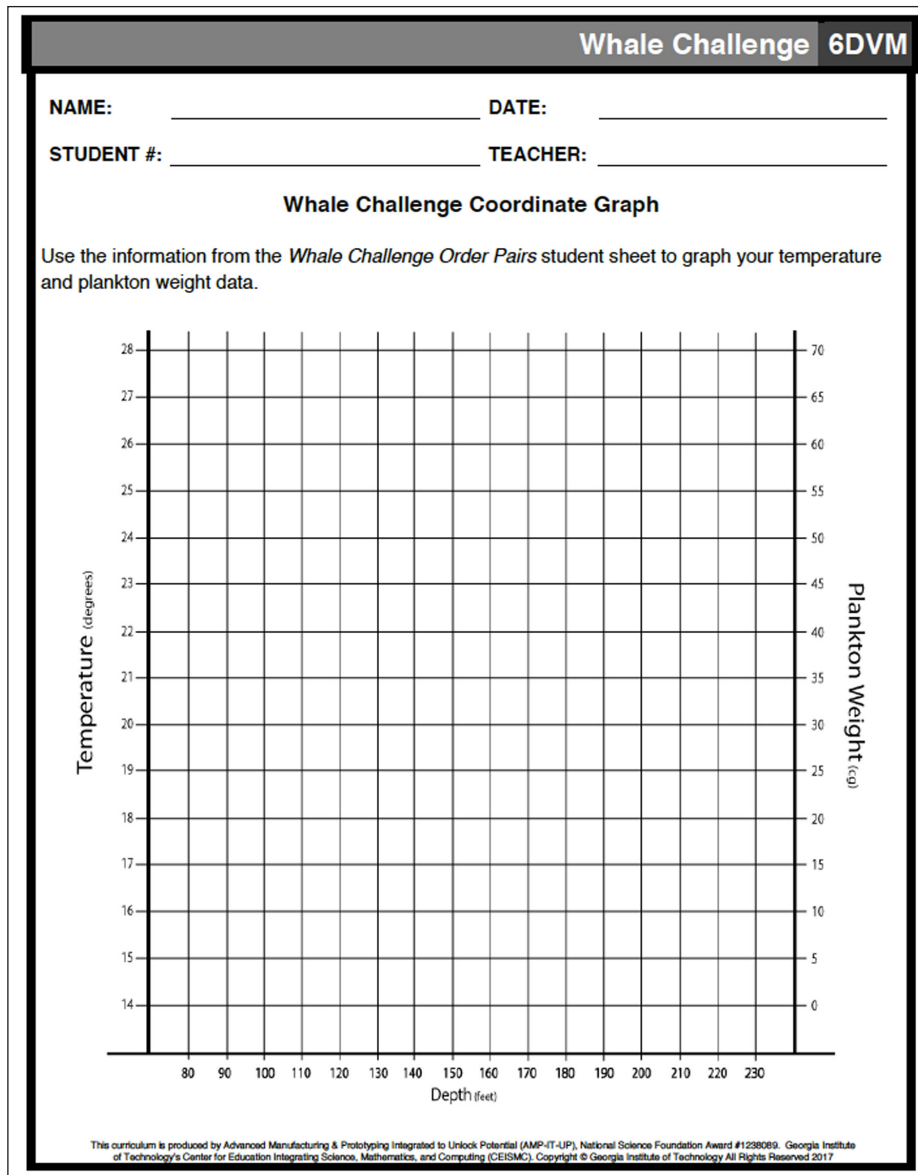 Whale Challenge 6DVM
NAME: DATE:
STUDENT #: TEACHER:
Whale Challenge Coordinate Graph
Use the information from the Whale Challenge Order Pairs student sheet to graph your temperature
and plankton weight data.
28 70
27 65
26 60
25 55
24 50
23 45
22 40
21 35
20 30
19 25
18 20
17 15
16 10
15 5
14 0
Temperature (degrees)
Plankton Weight (cg)
80 90 100 110 120 130 140 150 160 170 180 190 200 210 220 230
Depth (feet)
This curriculum is produced by Advanced Manufacturing & Prototyping Integrated to Unlock Potential (AMP-IT-UP), National Science Foundation Award #1238089. Georgia Institute
of Technology's Center for Education Integrating Science, Mathematics, and Computing (CEISMC). Copyright © Georgia Institute of Technology All Rights Reserved 2017